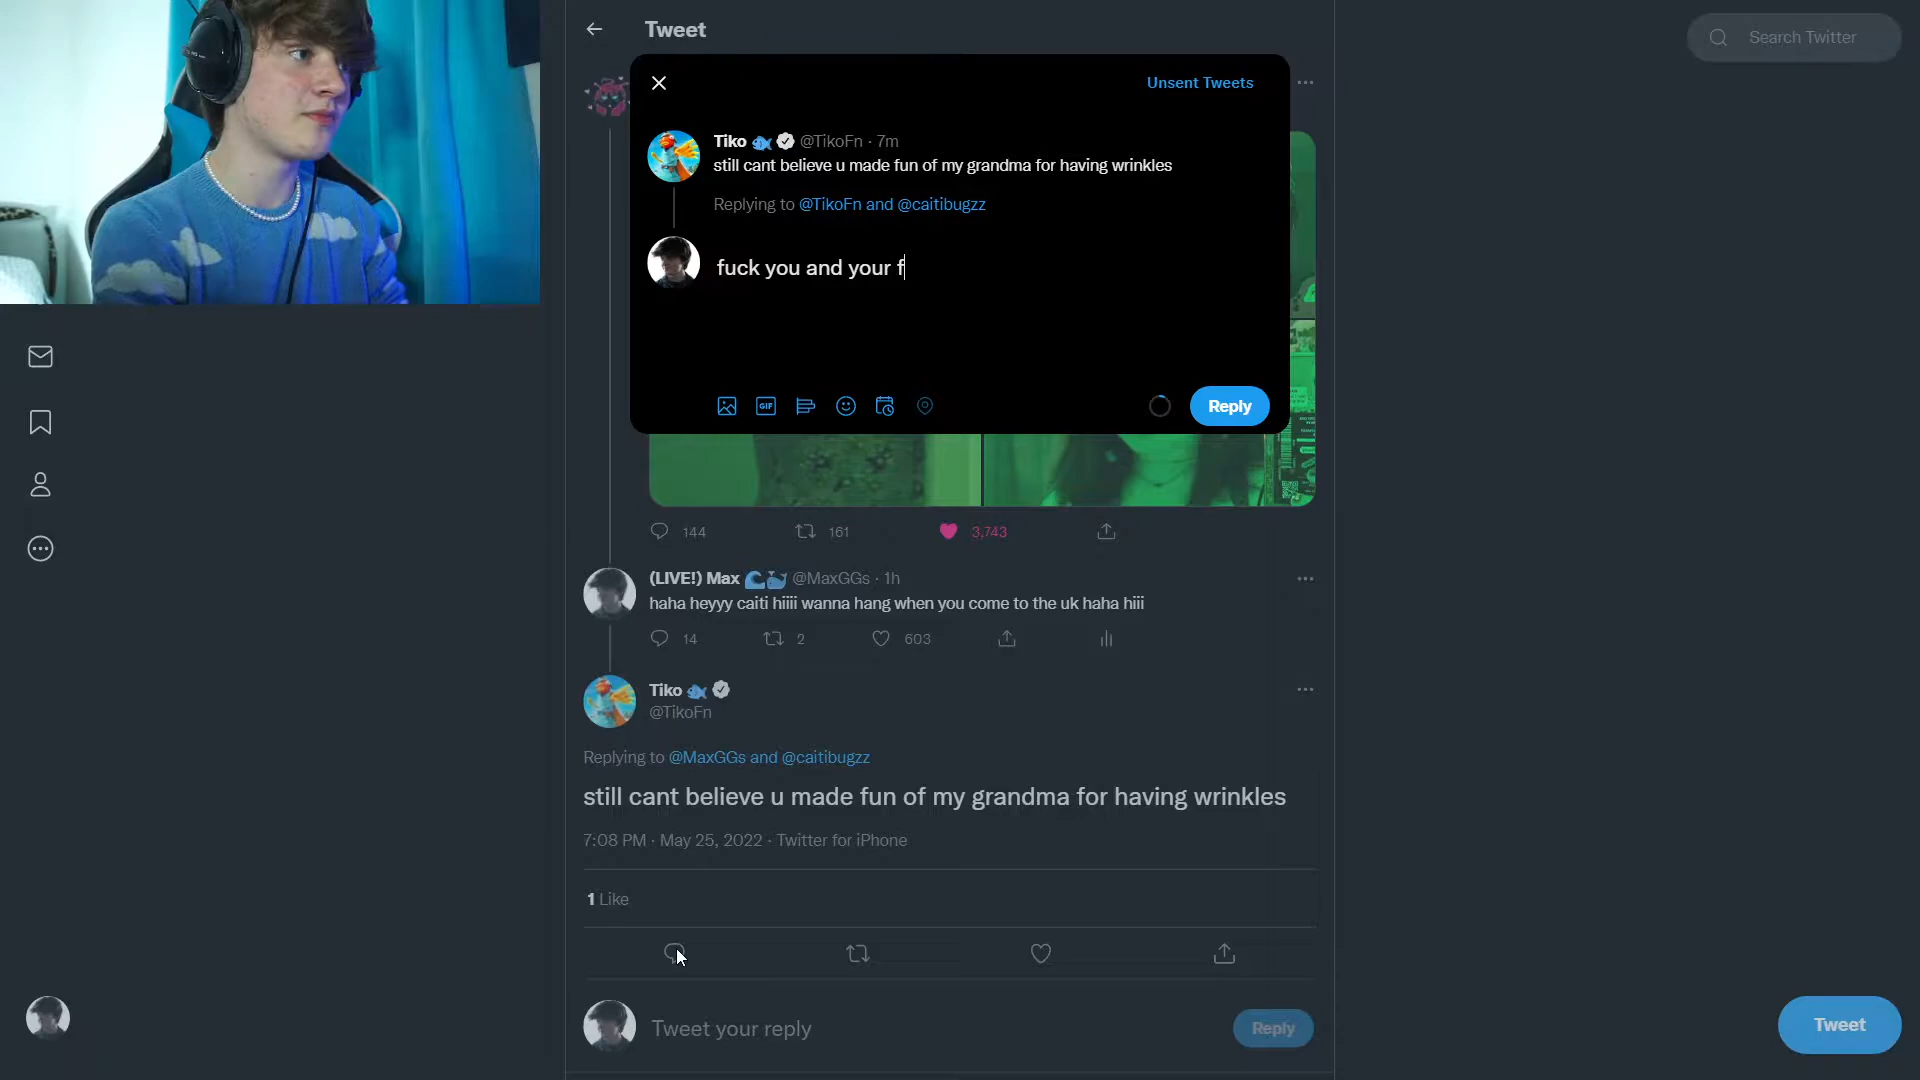 Tweet
Search Twitter
Unsent Tweets
Tiko @TikoFn · 7m
still cant believe u made fun of my grandma for having wrinkles
Replying to @TikoFn and @caitibugzz
fuck you and your f
GIF
Reply
144 161 3,743
(LIVE!) Max @MaxGGs · 1h
haha heyyy caiti hiiii wanna hang when you come to the uk haha hiii
14 2 603
Tiko
@TikoFn
Replying to @MaxGGs and @caitibugzz
still cant believe u made fun of my grandma for having wrinkles
7:08 PM · May 25, 2022 · Twitter for iPhone
1 Like
Tweet your reply
Reply
Tweet